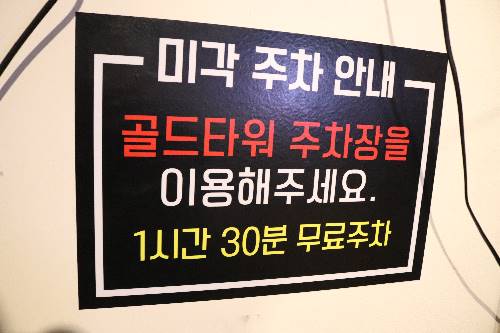 미각 주차 안내
골드타워 주차장을
이용해주세요.
1시간 30분 무료주차